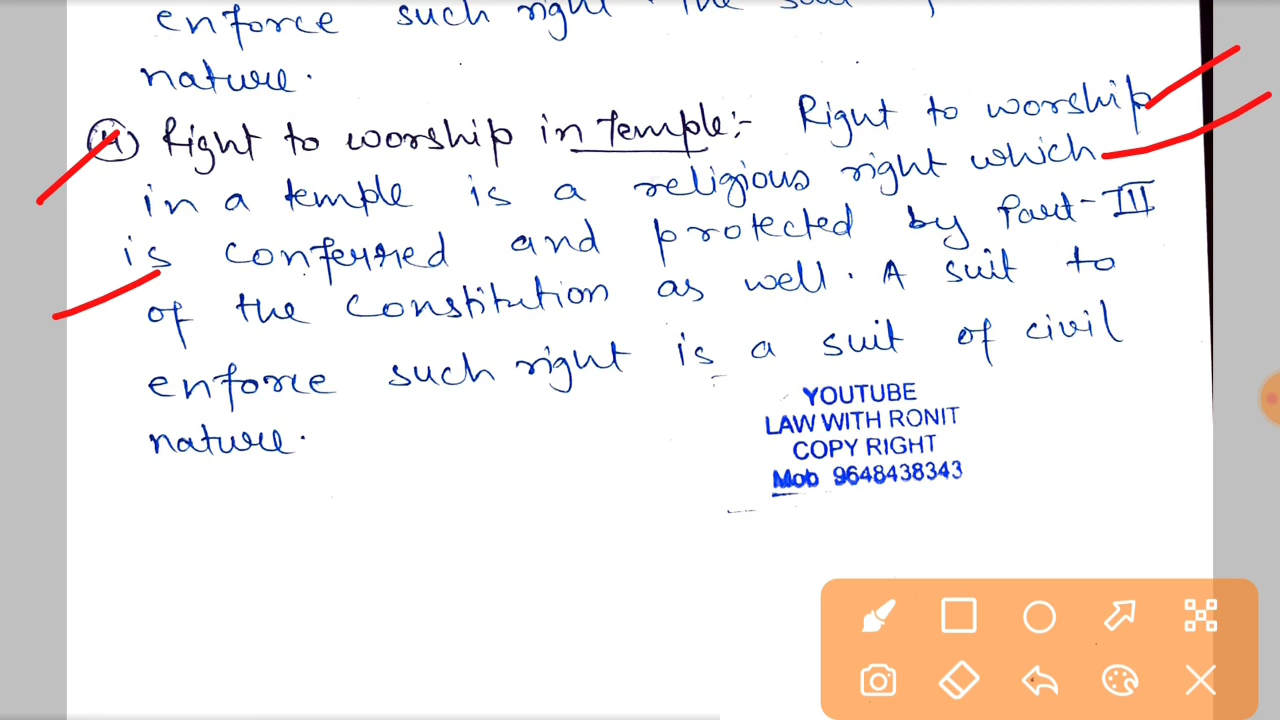 enforce such right
nature.
(4) Right to worship in temple:- Right to worship
in a temple is a religious right which
is conferred and protected by Part-III
of the Constitution as well. A suit to
enforce such right is a suit of civil
nature.
YOUTUBE
LAW WITH RONIT
COPY RIGHT
Mob 9648438343